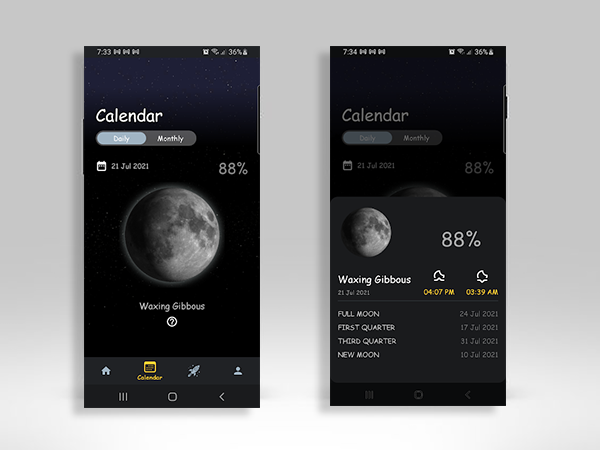 7:33
36%
Calendar
Daily
Monthly
21 Jul 2021
88%
Waxing Gibbous
Calendar
7:34
36%
Calendar
Daily
Monthly
21 Jul 2021
88%
88%
Waxing Gibbous
21 Jul 2021
04:07 PM
03:39 AM
FULL MOON
24 Jul 2021
FIRST QUARTER
17 Jul 2021
THIRD QUARTER
31 Jul 2021
NEW MOON
10 Jul 2021